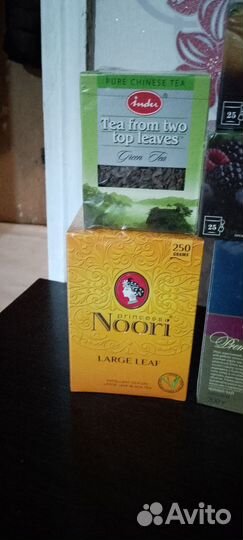 PURE CHINESE TEA
inder
Tea from two
top leaves
Green Tea
25
25
250
GRAMS
princess
Noori
LARGE LEAF
Avito